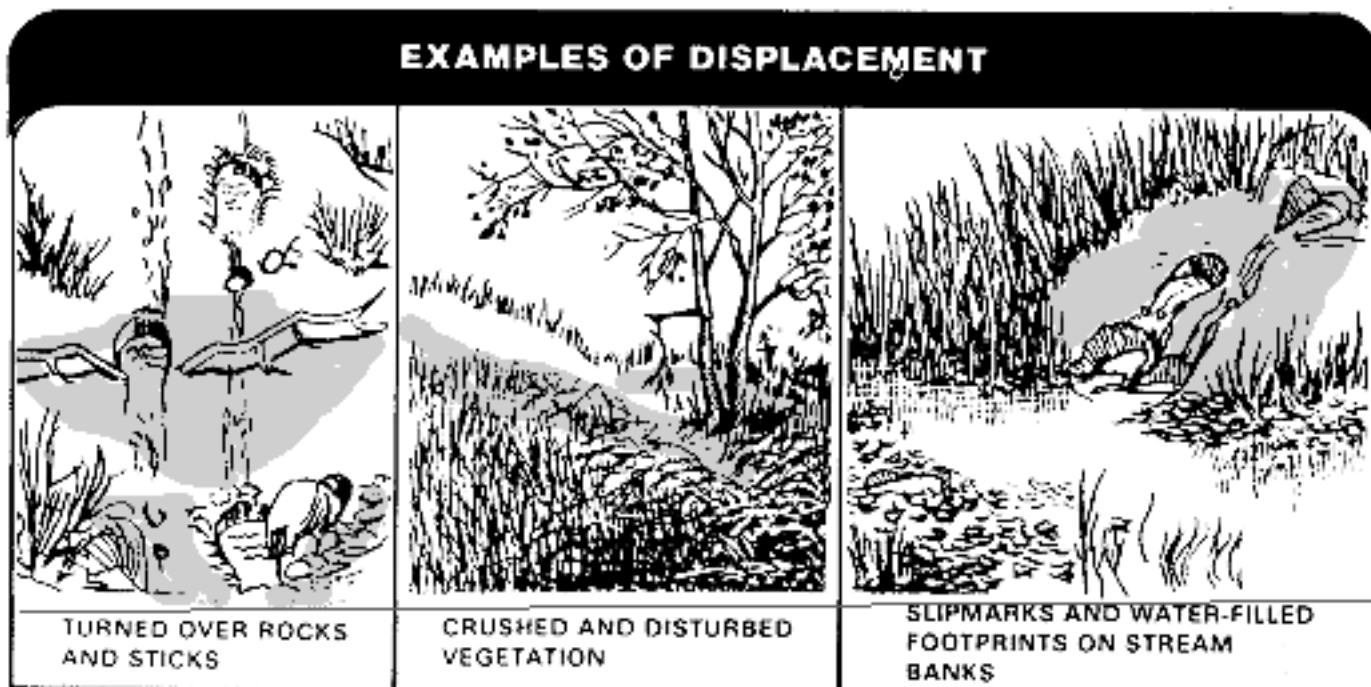 EXAMPLES OF DISPLACEMENT
TURNED OVER ROCKS
AND STICKS
CRUSHED AND DISTURBED
VEGETATION
SLIPMARKS AND WATER-FILLED
FOOTPRINTS ON STREAM
BANKS